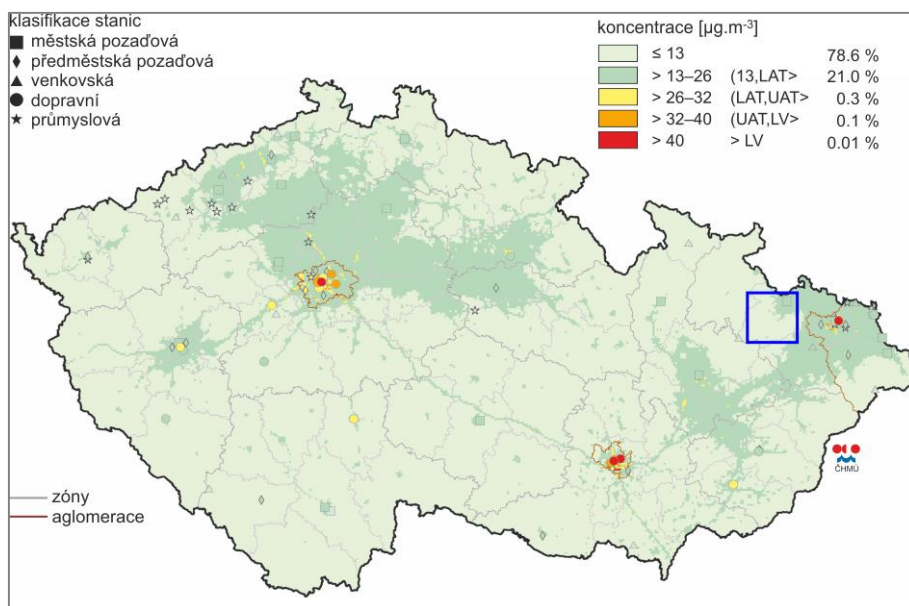 klasifikace stanic
městská pozaďová
předměstská pozaďová
venkovská
dopravní
průmyslová
koncentrace [µg.m⁻³]
≤ 13 78.6 %
> 13–26 (13,LAT> 21.0 %
> 26–32 (LAT,UAT> 0.3 %
> 32–40 (UAT,LV> 0.1 %
> 40 > LV 0.01 %
ČHMÚ
zóny
aglomerace